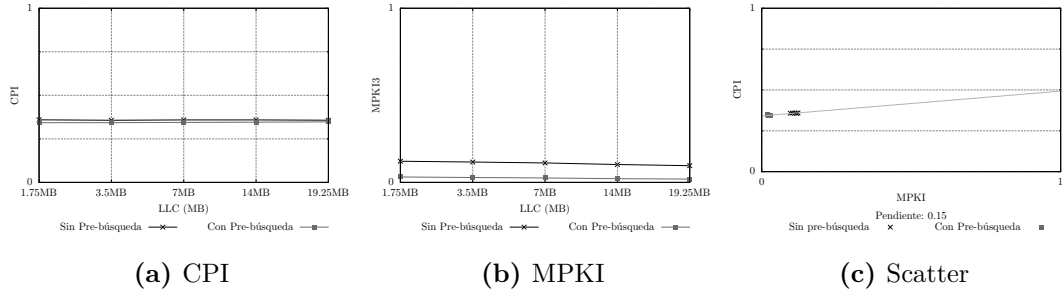 1
CPI
0
1.75MB 3.5MB 7MB 14MB 19.25MB
LLC (MB)
Sin Pre-búsqueda Con Pre-búsqueda
(a) CPI
1
MPKI3
0
1.75MB 3.5MB 7MB 14MB 19.25MB
LLC (MB)
Sin Pre-búsqueda Con Pre-búsqueda
(b) MPKI
1
CPI
0
0 1
MPKI
Pendiente: 0.15
Sin pre-búsqueda Con Pre-búsqueda
(c) Scatter